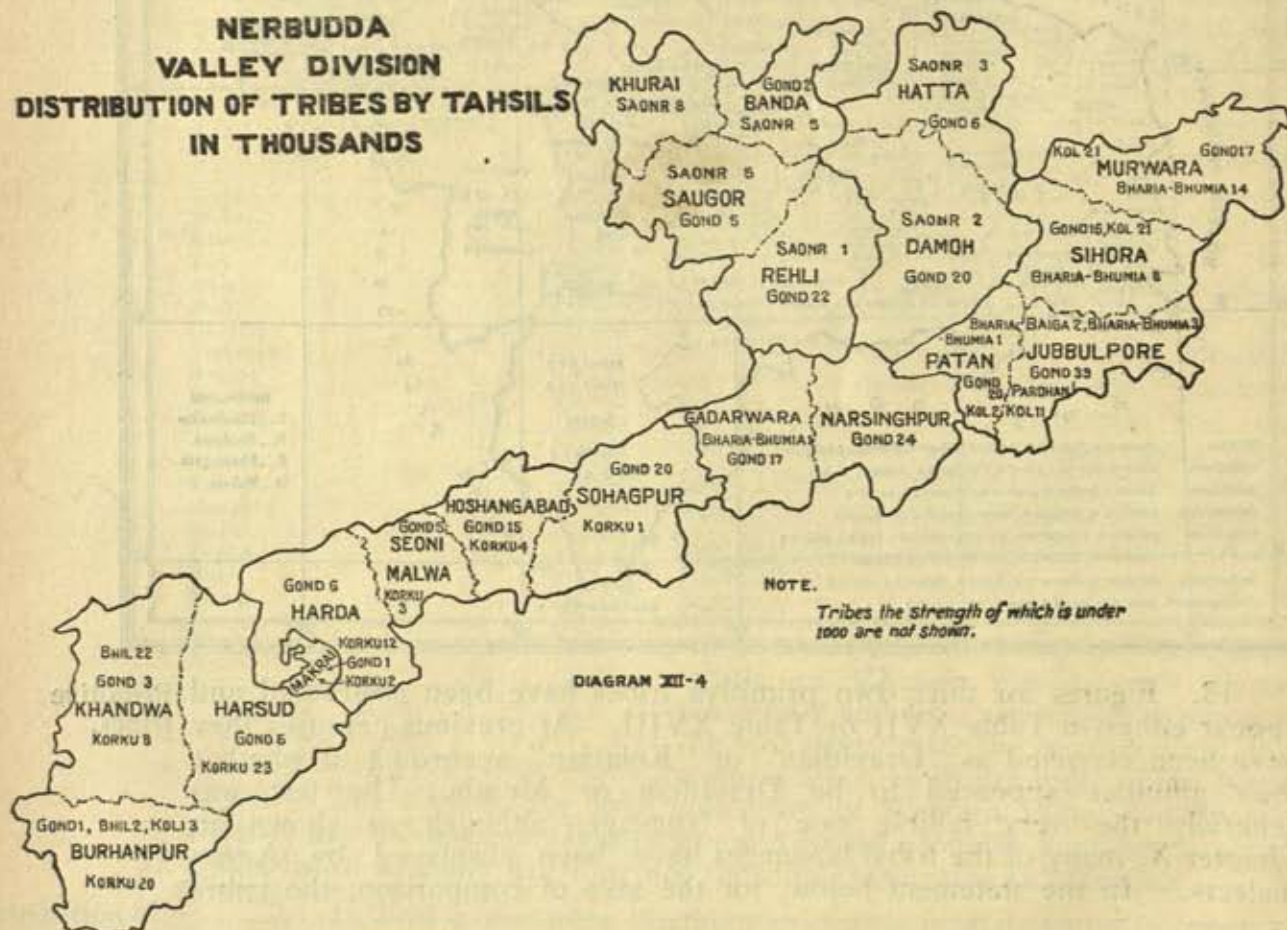 NERBUDDA
VALLEY DIVISION
DISTRIBUTION OF TRIBES BY TAHSILS
IN THOUSANDS
KHURAI
SAONR 8
GOND 2
BANDA
SAONR 5
SAONR 3
HATTA
GOND 6
KOL 21
GOND 17
MURWARA
BHARIA-BHUMIA 14
SAONR 5
SAUGOR
GOND 5
SAONR 1
REHLI
GOND 22
SAONR 2
DAMOH
GOND 20
GOND 16, KOL 21
SIHORA
BHARIA-BHUMIA 8
BHARIA-
BHUMIA 1
PATAN
GOND
20
KOL 2
BAIGA 2, BHARIA-BHUMIA 3
JUBBULPORE
GOND 39
PARDHAN 1
KOL 11
GADARWARA
BHARIA-BHUMIA 1
GOND 17
NARSINGHPUR
GOND 24
GOND 20
SOHAGPUR
KORKU 1
HOSHANGABAD
GOND 15
KORKU 4
GOND 5
SEONI
MALWA
KORKU
3
GOND 6
HARDA
KORKU 12
MAKRAI
GOND 1
KORKU 2
BHIL 22
GOND 3
KHANDWA
KORKU 8
HARSUD
GOND 6
KORKU 23
GOND 1, BHIL 2, KOLI 3
BURHANPUR
KORKU 20
NOTE.
Tribes the strength of which is under
1000 are not shown.
DIAGRAM XII-4